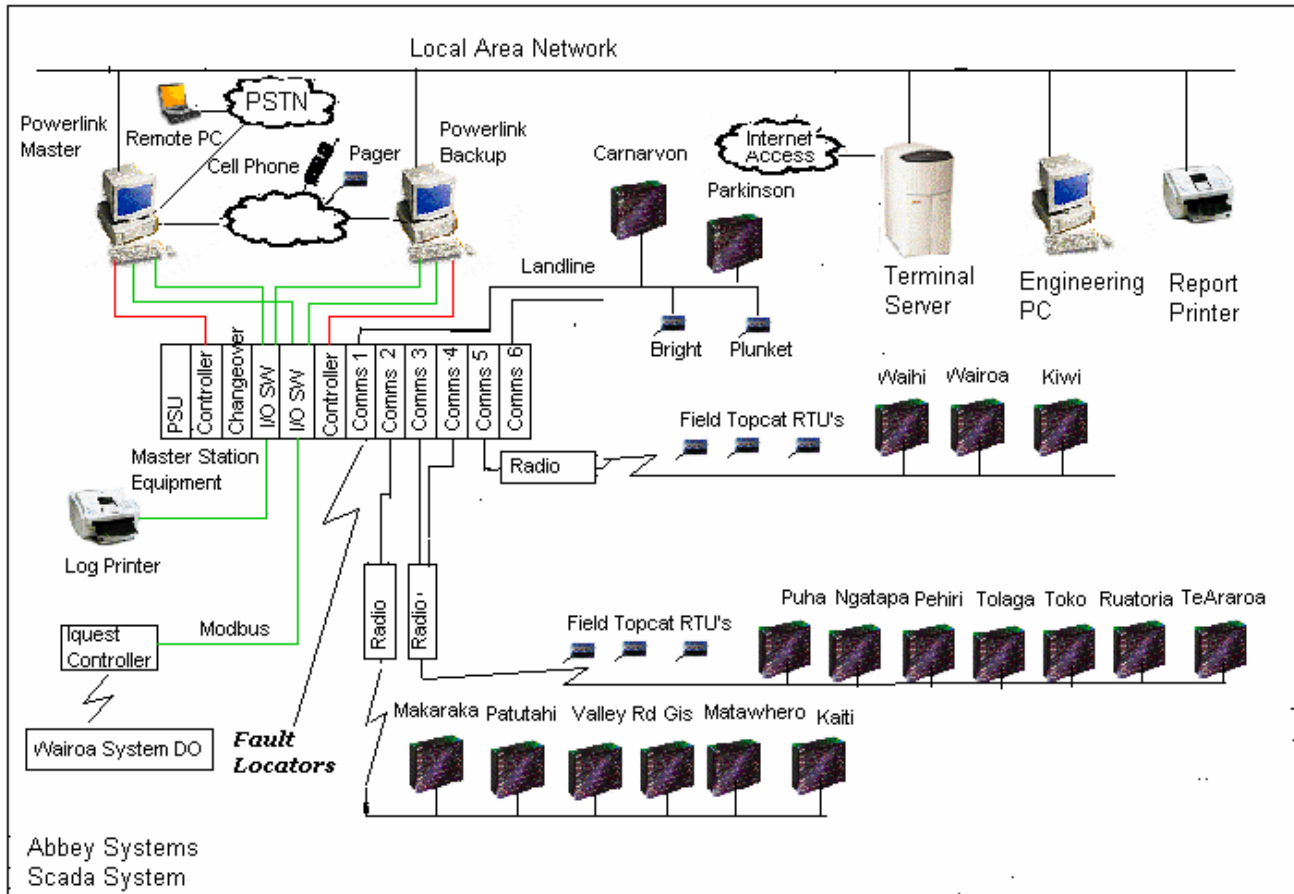 Local Area Network
PSTN
Powerlink
Master
Remote PC
Cell Phone
Pager
Powerlink
Backup
Carnarvon
Parkinson
Internet
Access
Landline
Terminal
Server
Engineering
PC
Report
Printer
Bright
Plunket
PSU
Controller
Changeover
I/O SW
I/O SW
Controller
Comms 1
Comms 2
Comms 3
Comms 4
Comms 5
Comms 6
Waihi
Wairoa
Kiwi
Field Topcat RTU's
Radio
Master Station
Equipment
Log Printer
Radio
Radio
Puha
Ngatapa
Pehiri
Tolaga
Toko
Ruatoria
TeAraroa
Field Topcat RTU's
Iquest
Controller
Modbus
Wairoa System DO
Fault
Locators
Makaraka
Patutahi
Valley Rd
Gis
Matawhero
Kaiti
Abbey Systems
Scada System